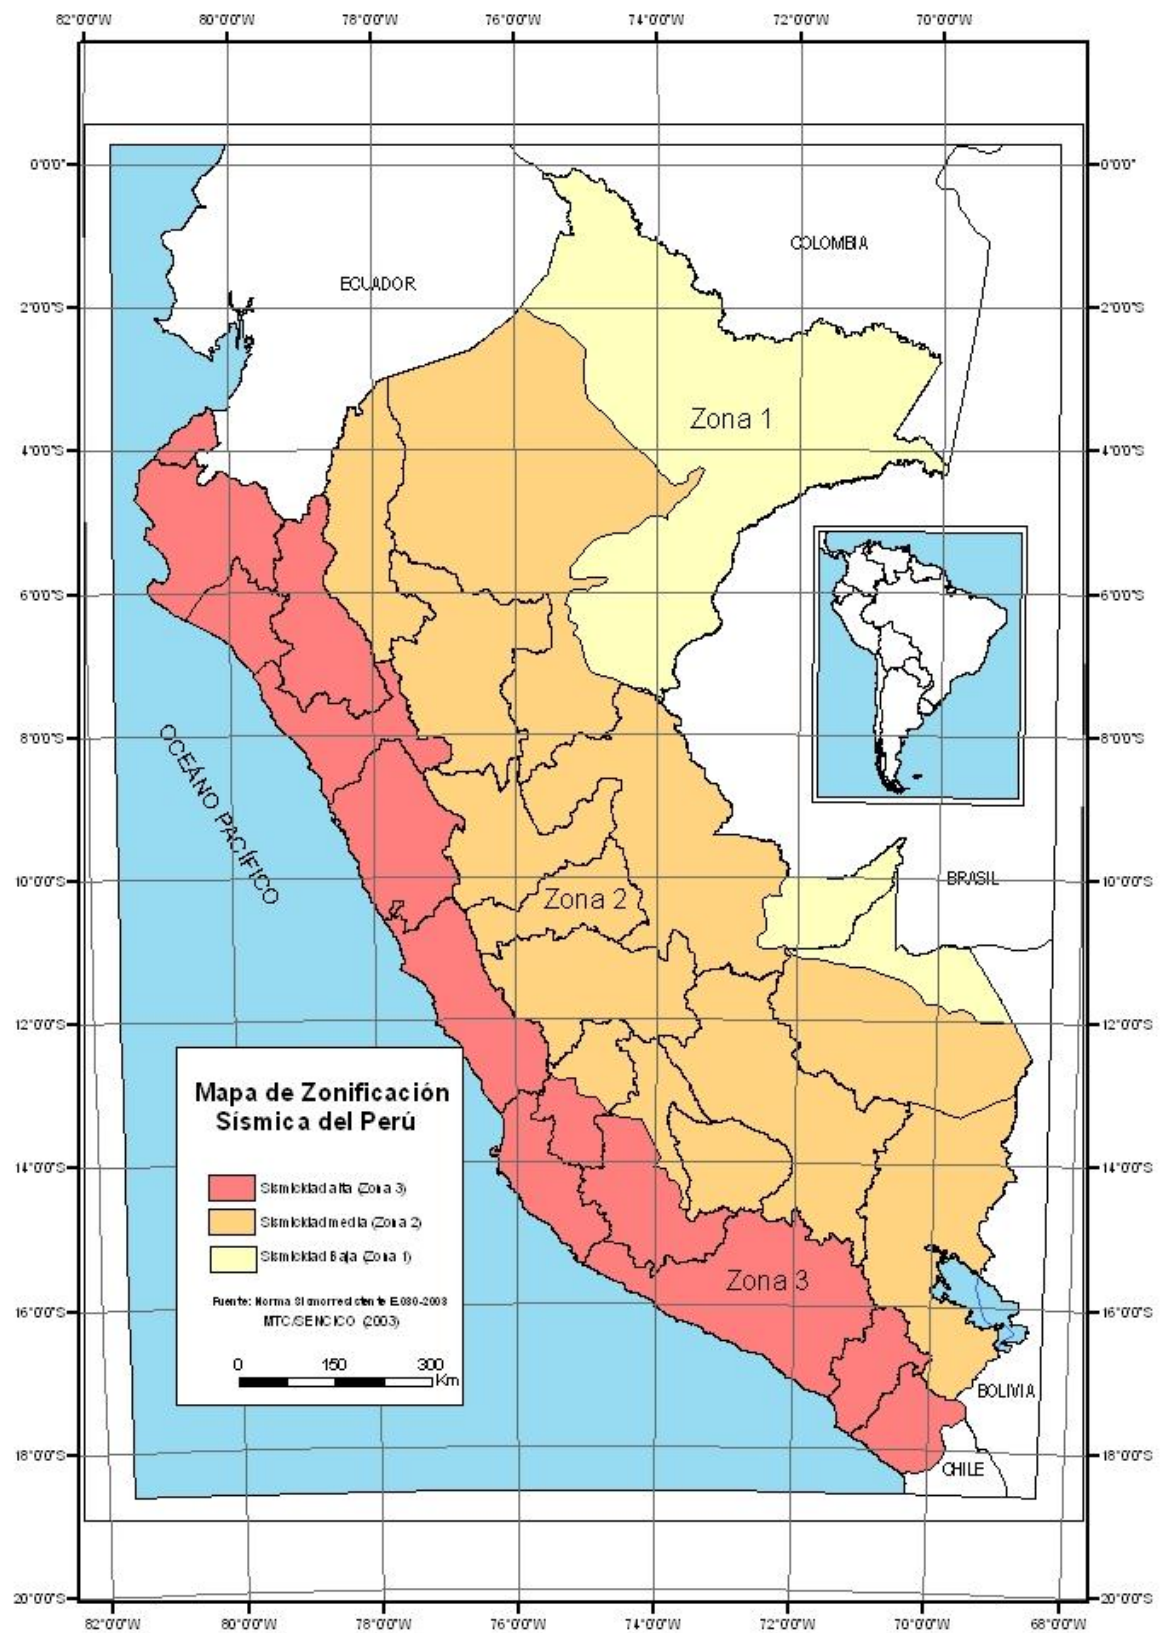 82°0'0"W 80°0'0"W 78°0'0"W 76°0'0"W 74°0'0"W 72°0'0"W 70°0'0"W
0°0'0" 0°0'0"
COLOMBIA
ECUADOR
2°0'0"S 2°0'0"S
Zona 1
4°0'0"S 4°0'0"S
6°0'0"S 6°0'0"S
8°0'0"S 8°0'0"S
OCEÁNO PACÍFICO
10°0'0"S 10°0'0"S
BRASIL
Zona 2
12°0'0"S 12°0'0"S
Mapa de Zonificación
Sísmica del Perú
14°0'0"S 14°0'0"S
Sismicidad alta (Zona 3)
Sismicidad media (Zona 2)
Sismicidad Baja (Zona 1)
Zona 3
Fuente: Norma Sismorresistente E.030-2003
MTC/SENCICO (2003)
16°0'0"S 16°0'0"S
0 150 300
Km
BOLIVIA
18°0'0"S 18°0'0"S
CHILE
20°0'0"S 20°0'0"S
82°0'0"W 80°0'0"W 78°0'0"W 76°0'0"W 74°0'0"W 72°0'0"W 70°0'0"W 68°0'0"W